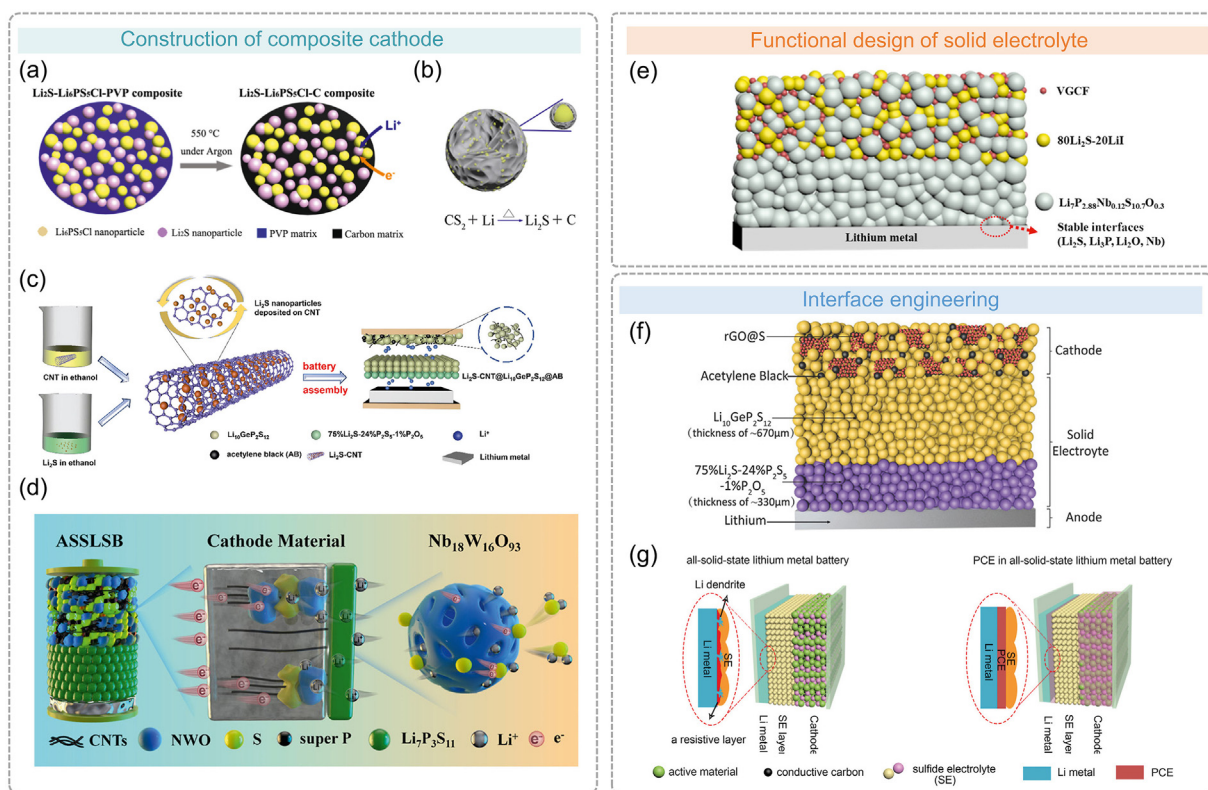 Construction of composite cathode
(a)
Li₂S-Li₆PS₅Cl-PVP composite
550 °C
under Argon
Li₂S-Li₆PS₅Cl-C composite
Li⁺
e⁻
Li₆PS₅Cl nanoparticle
Li₂S nanoparticle
PVP matrix
Carbon matrix
(b)
CS₂ + Li △→ Li₂S + C
(c)
CNT in ethanol
Li₂S in ethanol
Li₂S nanoparticles
deposited on CNT
battery
assembly
Li₂S-CNT@Li₁₀GeP₂S₁₂@AB
Li₁₀GeP₂S₁₂
75%Li₂S-24%P₂S₅-1%P₂O₅
Li⁺
acetylene black (AB)
Li₂S-CNT
Lithium metal
(d)
ASSLSB
Cathode Material
Nb₁₈W₁₆O₉₃
e⁻
Li⁺
CNTs
NWO
S
super P
Li₇P₃S₁₁
Li⁺
e⁻
Functional design of solid electrolyte
(e)
VGCF
80Li₂S-20LiI
Li₇P₂.₈₈Nb₀.₁₂S₁₀.₇O₀.₃
Stable interfaces
(Li₂S, Li₃P, Li₂O, Nb)
Lithium metal
Interface engineering
(f)
rGO@S
Acetylene Black
Li₁₀GeP₂S₁₂
(thickness of ~670μm)
75%Li₂S-24%P₂S₅
-1%P₂O₅
(thickness of ~330μm)
Lithium
Cathode
Solid
Electroyte
Anode
(g)
all-solid-state lithium metal battery
Li dendrite
Li metal
SE
a resistive layer
Li metal
SE layer
Cathode
PCE in all-solid-state lithium metal battery
Li metal
PCE
SE
Li metal
SE layer
Cathode
active material
conductive carbon
sulfide electrolyte
(SE)
Li metal
PCE